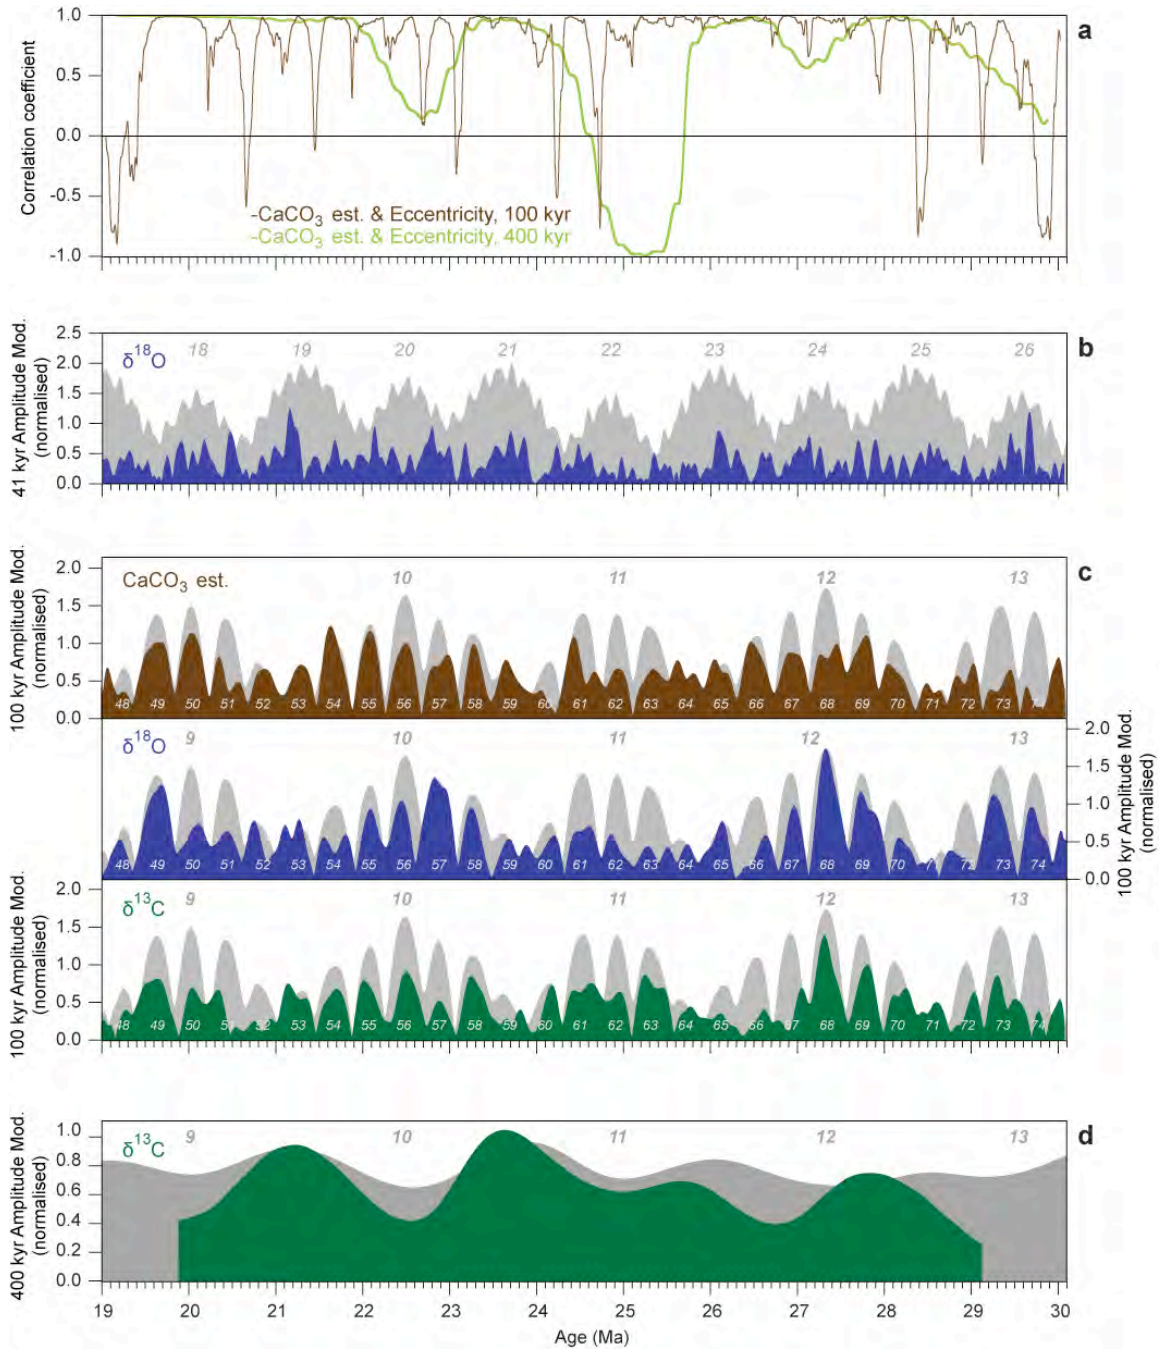 1.0
0.5
0.0
-0.5
-1.0
Correlation coefficient
a
-CaCO₃ est. & Eccentricity, 100 kyr
-CaCO₃ est. & Eccentricity, 400 kyr
2.5
2.0
1.5
1.0
0.5
0.0
41 kyr Amplitude Mod.
(normalised)
δ¹⁸O
18 19 20 21 22 23 24 25 26
b
2.0
1.5
1.0
0.5
0.0
100 kyr Amplitude Mod.
(normalised)
CaCO₃ est.
10 11 12 13
c
48 49 50 51 52 53 54 55 56 57 58 59 60 61 62 63 64 65 66 67 68 69 70 71 72 73 74
δ¹⁸O
9 10 11 12 13
2.0
1.5
1.0
0.5
0.0
100 kyr Amplitude Mod.
(normalised)
48 49 50 51 52 53 54 55 56 57 58 59 60 61 62 63 64 65 66 67 68 69 70 71 72 73 74
2.0
1.5
1.0
0.5
0.0
100 kyr Amplitude Mod.
(normalised)
δ¹³C
9 10 11 12 13
48 49 50 51 52 53 54 55 56 57 58 59 60 61 62 63 64 65 66 67 68 69 70 71 72 73 74
1.0
0.8
0.6
0.4
0.2
0.0
400 kyr Amplitude Mod.
(normalised)
δ¹³C
9 10 11 12 13
d
19 20 21 22 23 24 25 26 27 28 29 30
Age (Ma)